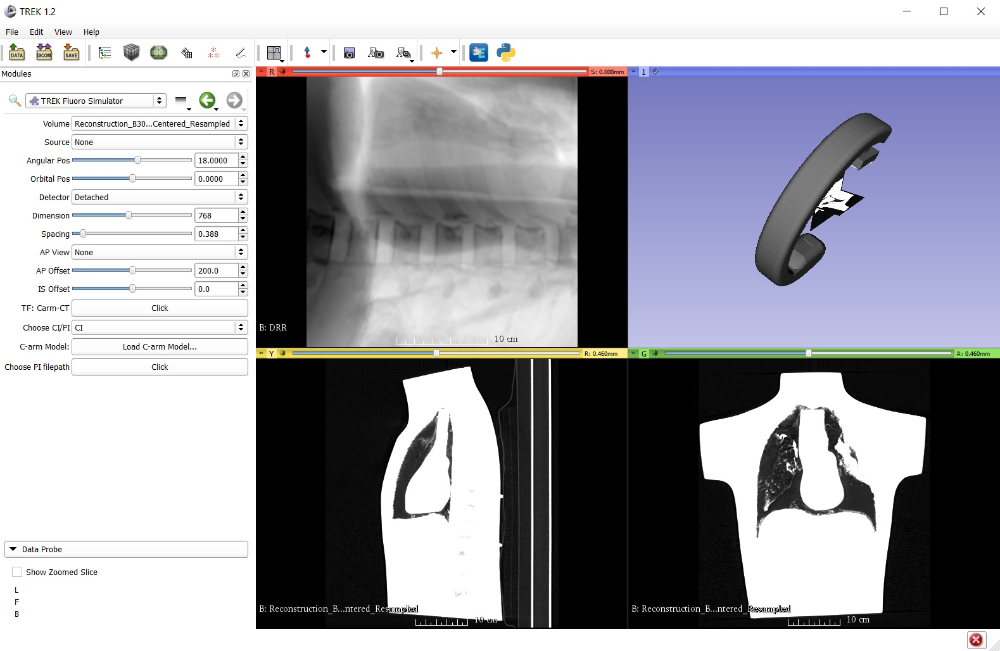 TREK 1.2
File Edit View Help
DATA DICOM SAVE
Modules
TREK Fluoro Simulator
Volume Reconstruction_B30...Centered_Resampled
Source None
Angular Pos 18.0000
Orbital Pos 0.0000
Detector Detached
Dimension 768
Spacing 0.388
AP View None
AP Offset 200.0
IS Offset 0.0
TF: Carm-CT Click
Choose CI/PI CI
C-arm Model: Load C-arm Model...
Choose PI filepath Click
Data Probe
Show Zoomed Slice
L
F
B
R S: 0.000mm
B: DRR
10 cm
1
Y R: 0.460mm
B: Reconstruction_B...ntered_Resampled
10 cm
G A: 0.460mm
B: Reconstruction_B...ntered_Resampled
10 cm